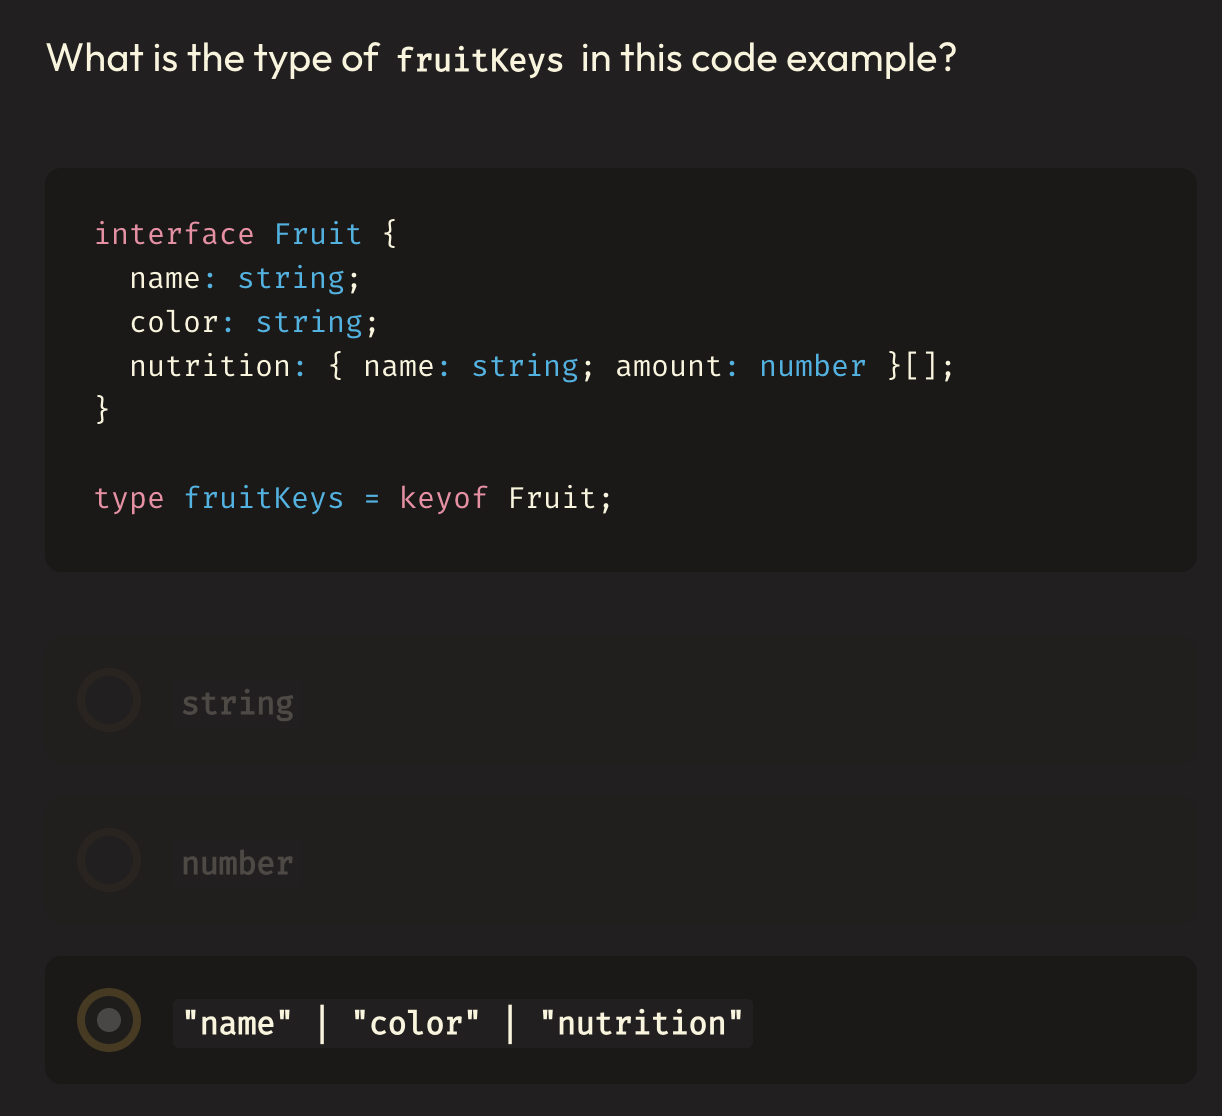 What is the type of fruitKeys in this code example?
interface Fruit {
name: string;
color: string;
nutrition: { name: string; amount: number }[];
}
type fruitKeys = keyof Fruit;
string
number
"name" | "color" | "nutrition"